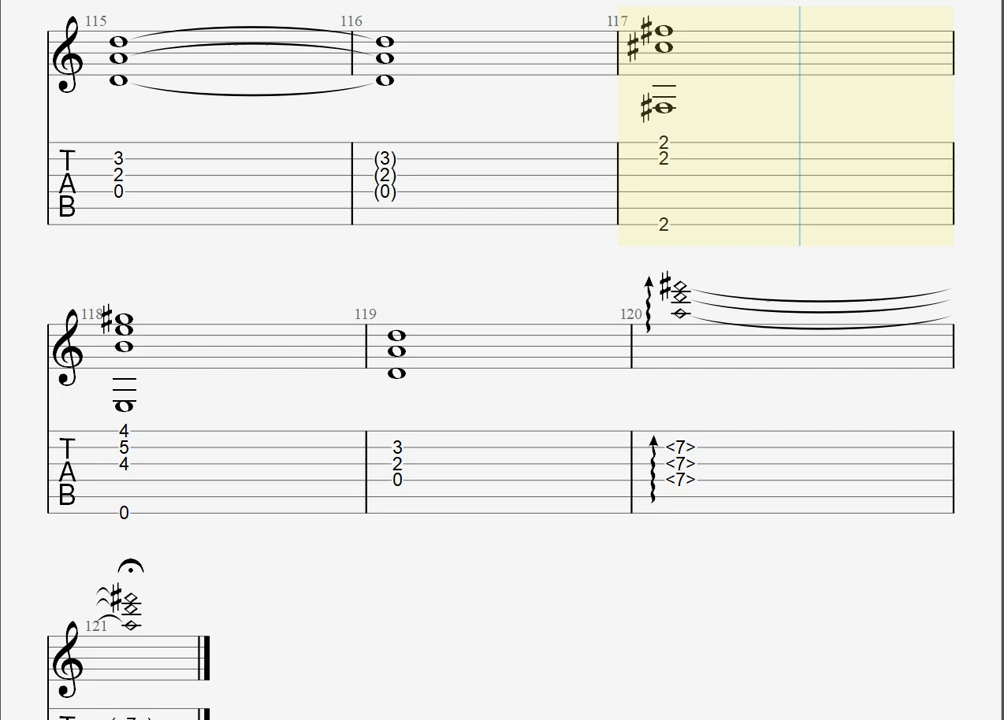 115 116 117
2
T 3 (3) 2
A 2 (2)
0 (0)
B
2
118 119 120
4
T 5 3 <7>
A 4 2 <7>
0 <7>
B
0
121